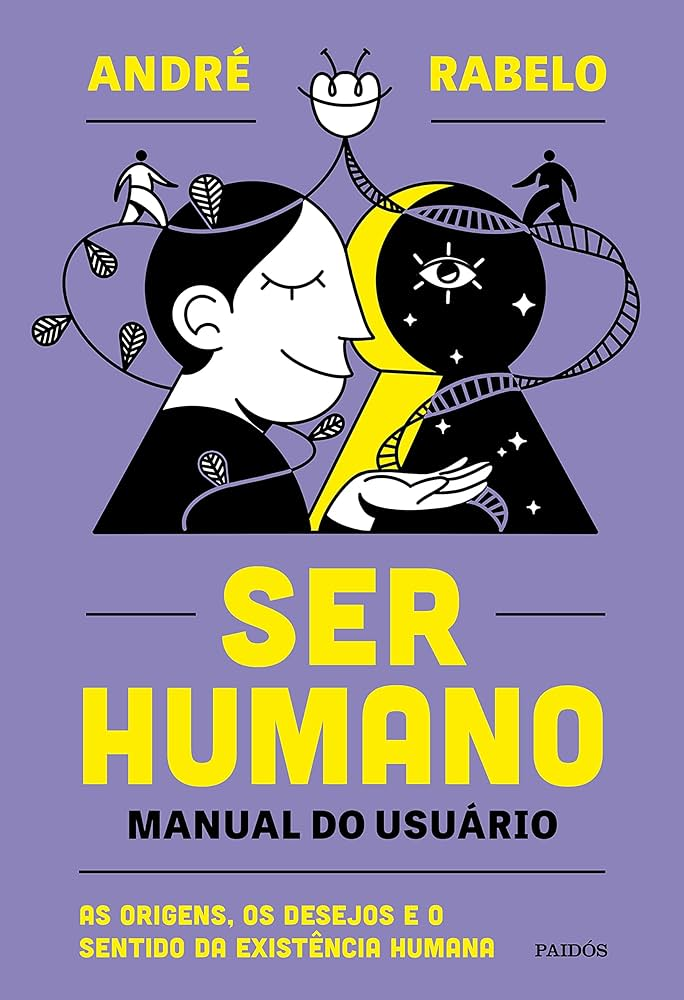 ANDRÉ RABELO
SER
HUMANO
MANUAL DO USUÁRIO
AS ORIGENS, OS DESEJOS E O
SENTIDO DA EXISTÊNCIA HUMANA
PAIDÓS